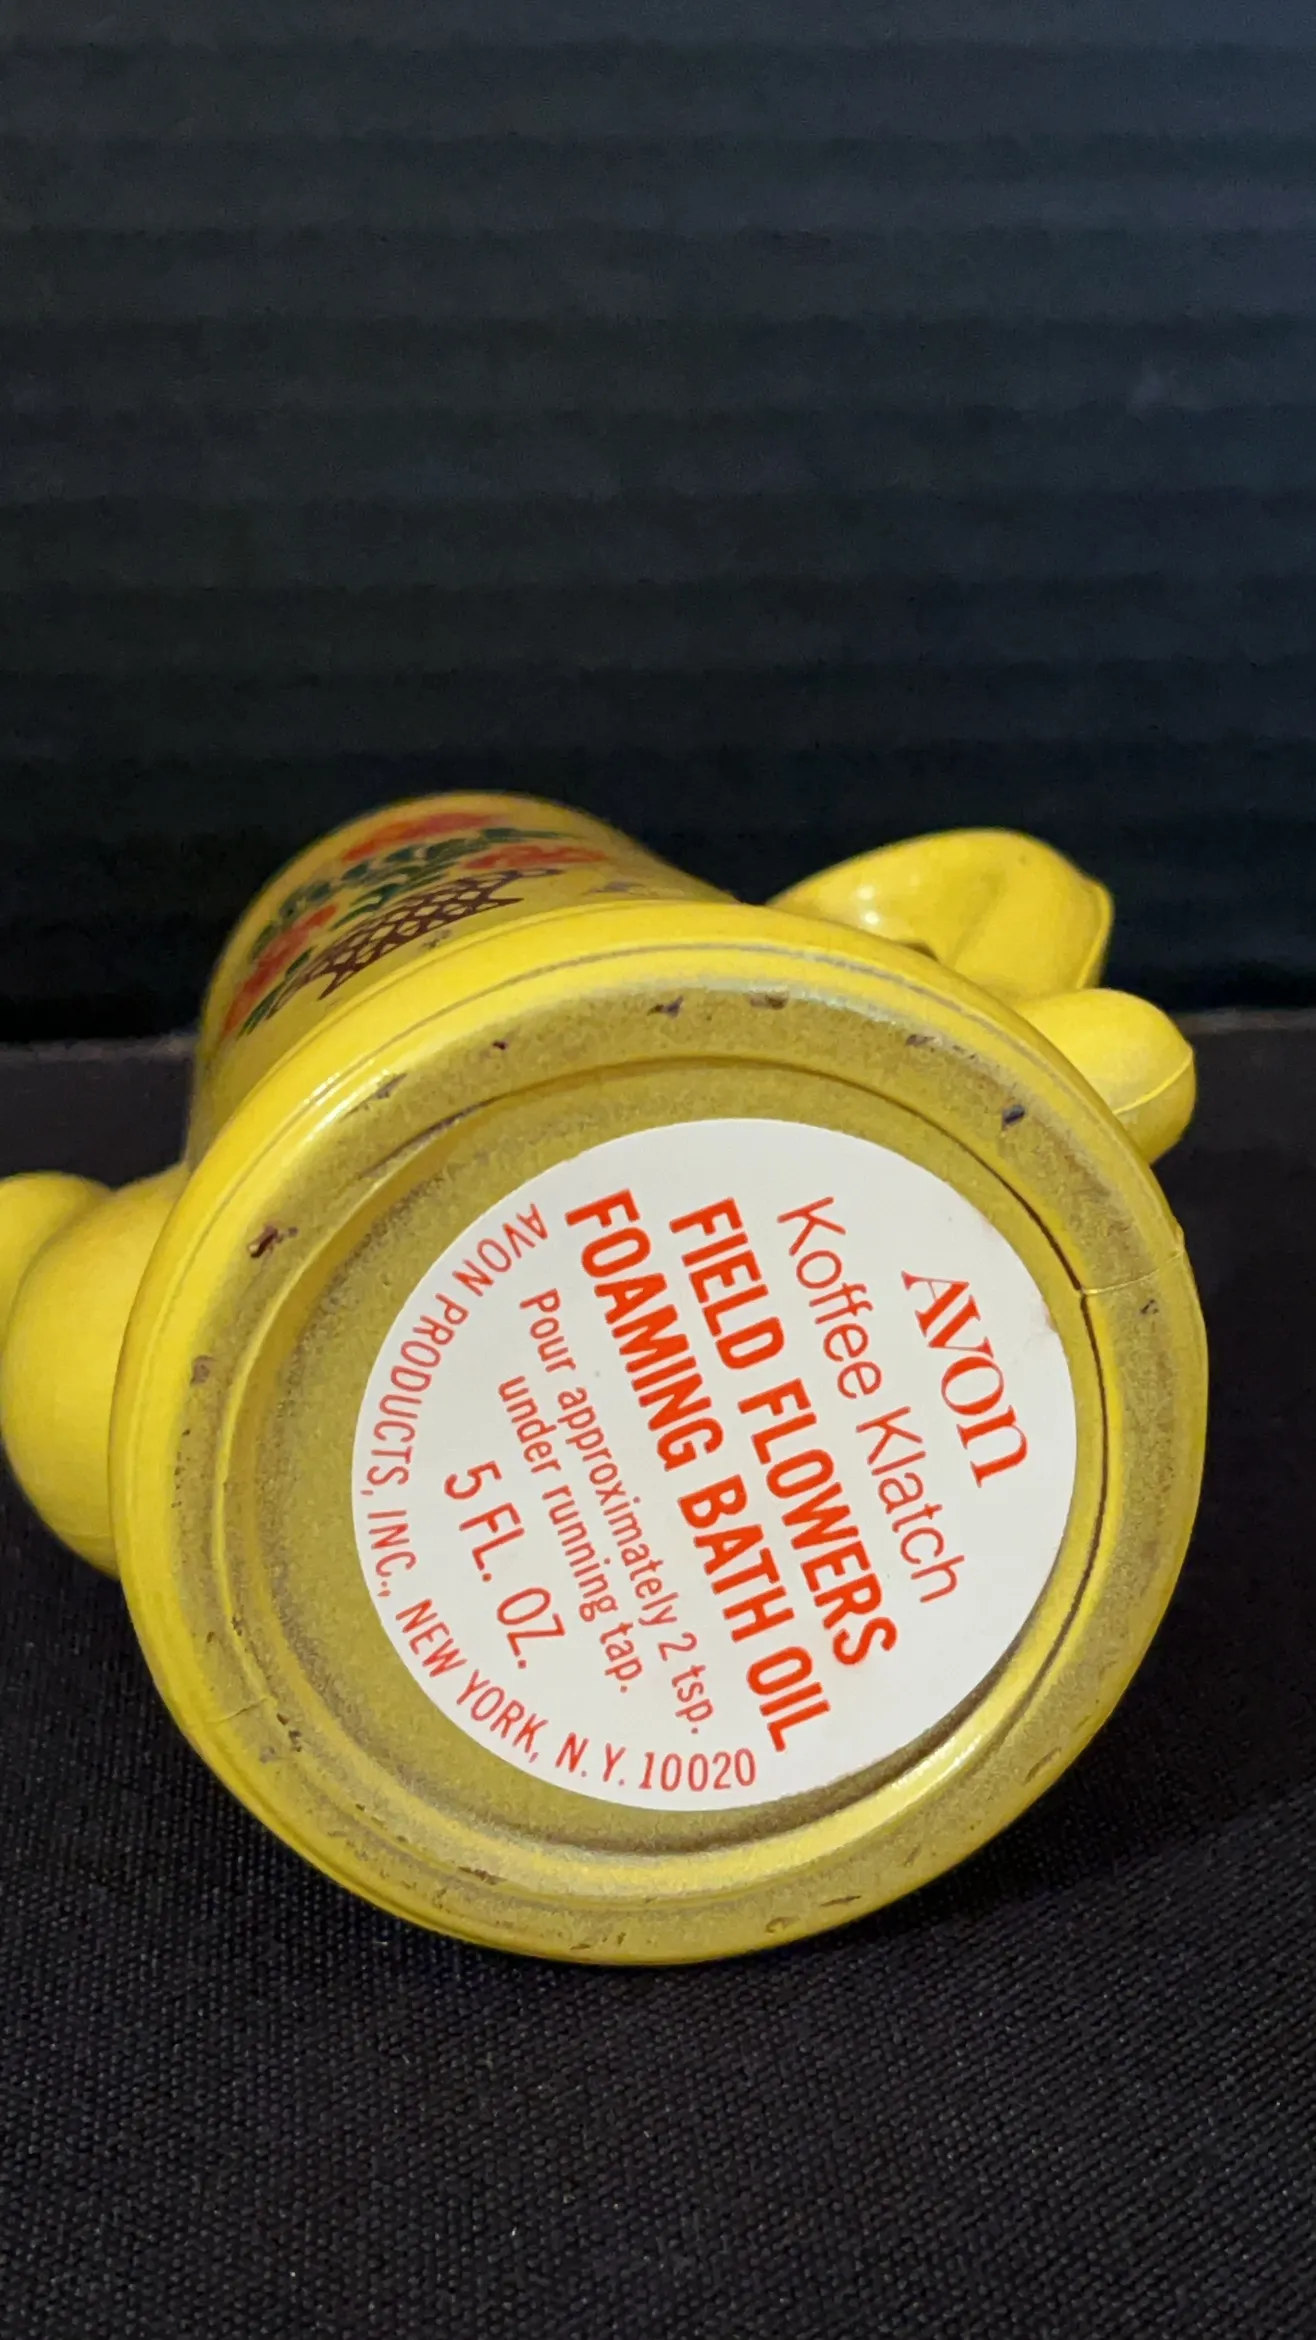 AVON
Koffee Klatch
FIELD FLOWERS
FOAMING BATH OIL
Pour approximately 2 tsp.
under running tap.
5 FL. OZ.
AVON PRODUCTS, INC., NEW YORK, N.Y. 10020